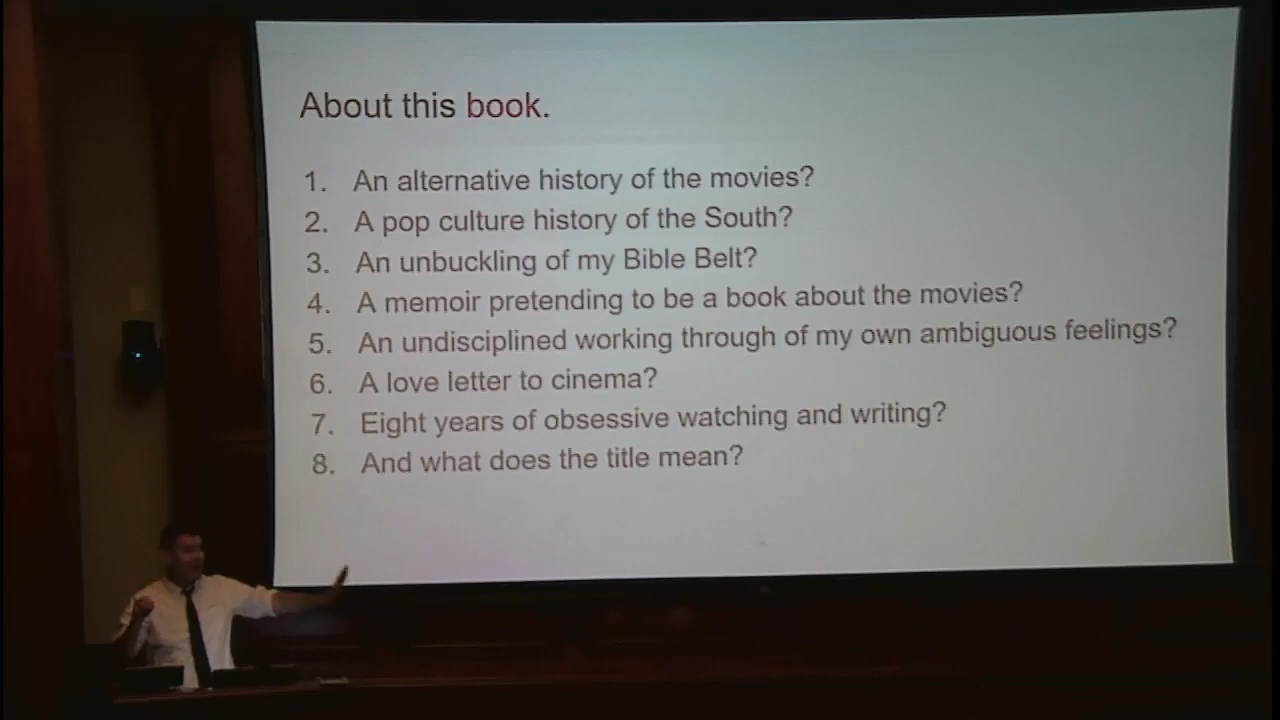 About this book.
1. An alternative history of the movies?
2. A pop culture history of the South?
3. An unbuckling of my Bible Belt?
4. A memoir pretending to be a book about the movies?
5. An undisciplined working through of my own ambiguous feelings?
6. A love letter to cinema?
7. Eight years of obsessive watching and writing?
8. And what does the title mean?